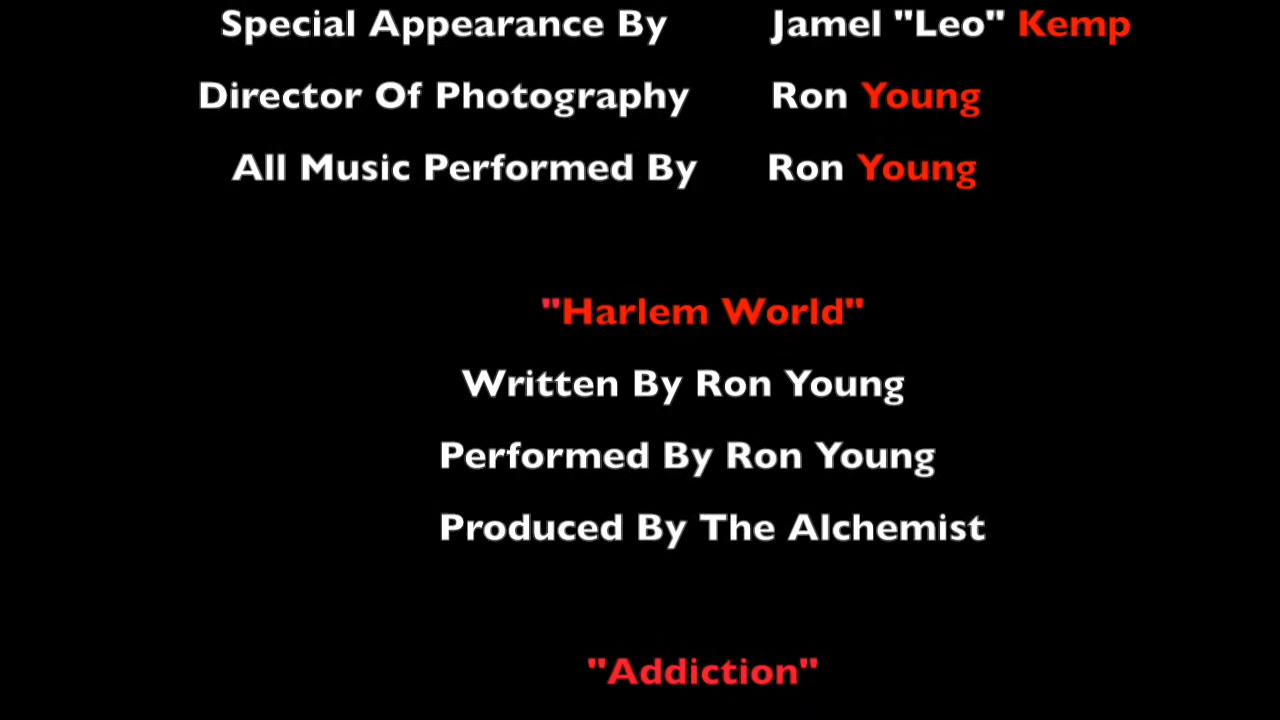 Special Appearance By Jamel "Leo" Kemp
Director Of Photography Ron Young
All Music Performed By Ron Young
"Harlem World"
Written By Ron Young
Performed By Ron Young
Produced By The Alchemist
"Addiction"